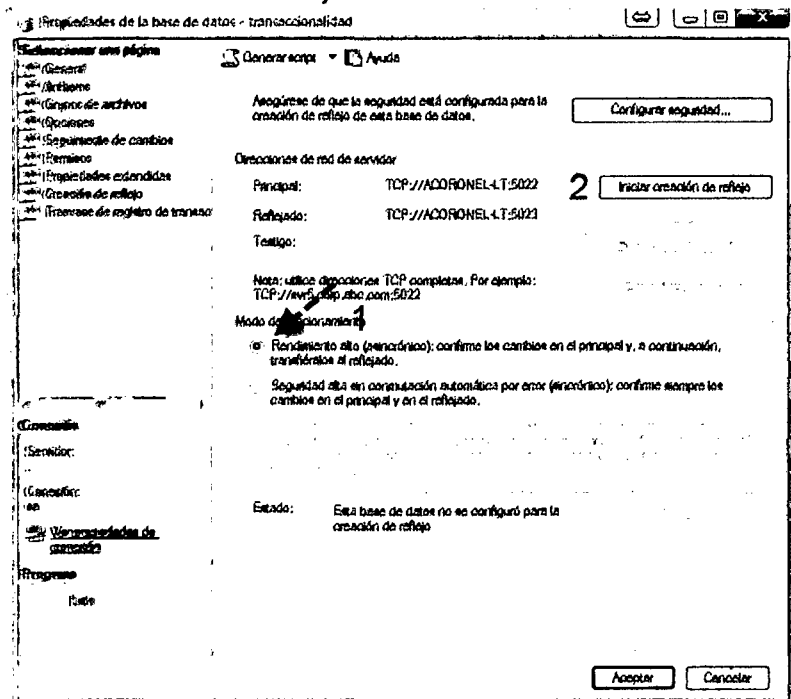 Propiedades de la base de datos - transaccionalidad
Seleccionar una página
General
Archivos
Grupos de archivos
Opciones
Seguimiento de cambios
Permisos
Propiedades extendidas
Creación de reflejo
Trasvase de registro de transac
Generar script
Ayuda
Asegúrese de que la seguridad está configurada para la
creación de reflejo de esta base de datos.
Configurar seguridad...
Direcciones de red de servidor
Principal:
TCP://ACORONEL-LT:5022
2
Iniciar creación de reflejo
Reflejado:
TCP://ACORONEL-LT:5023
Testigo:
Nota: utilice direcciones TCP completas. Por ejemplo:
TCP://svr5.corp.abc.com:5022
1
Modo de funcionamiento
Rendimiento alto (asincrónico): confirme los cambios en el principal y, a continuación,
transfiéralos al reflejado.
Seguridad alta sin conmutación automática por error (sincrónico): confirme siempre los
cambios en el principal y en el reflejado.
Conexión
Servidor:
Conexión:
sa
Ver propiedades de
conexión
Progreso
Listo
Estado:
Esta base de datos no se configuró para la
creación de reflejo
Aceptar
Cancelar